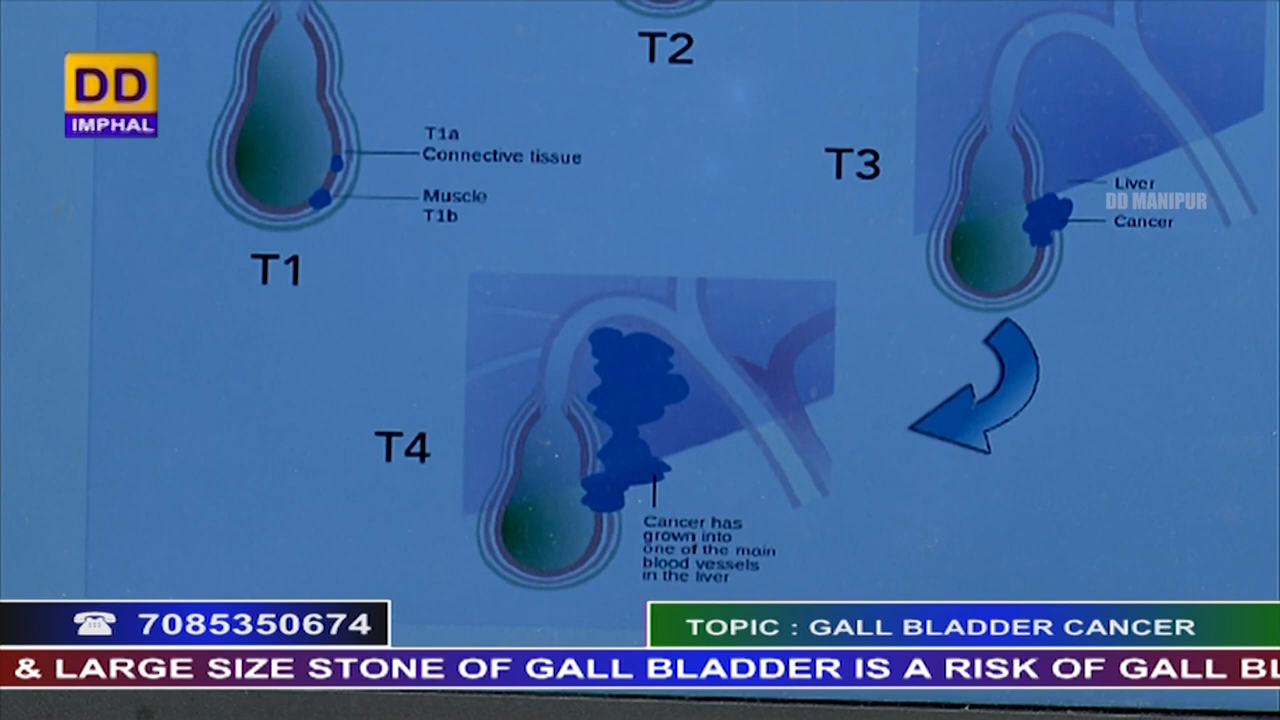 T2
DD
IMPHAL
T1a
Connective tissue
Muscle
T1b
T1
T3
Liver
DD MANIPUR
Cancer
T4
Cancer has
grown into
one of the main
blood vessels
in the liver
7085350674
TOPIC : GALL BLADDER CANCER
& LARGE SIZE STONE OF GALL BLADDER IS A RISK OF GALL BL